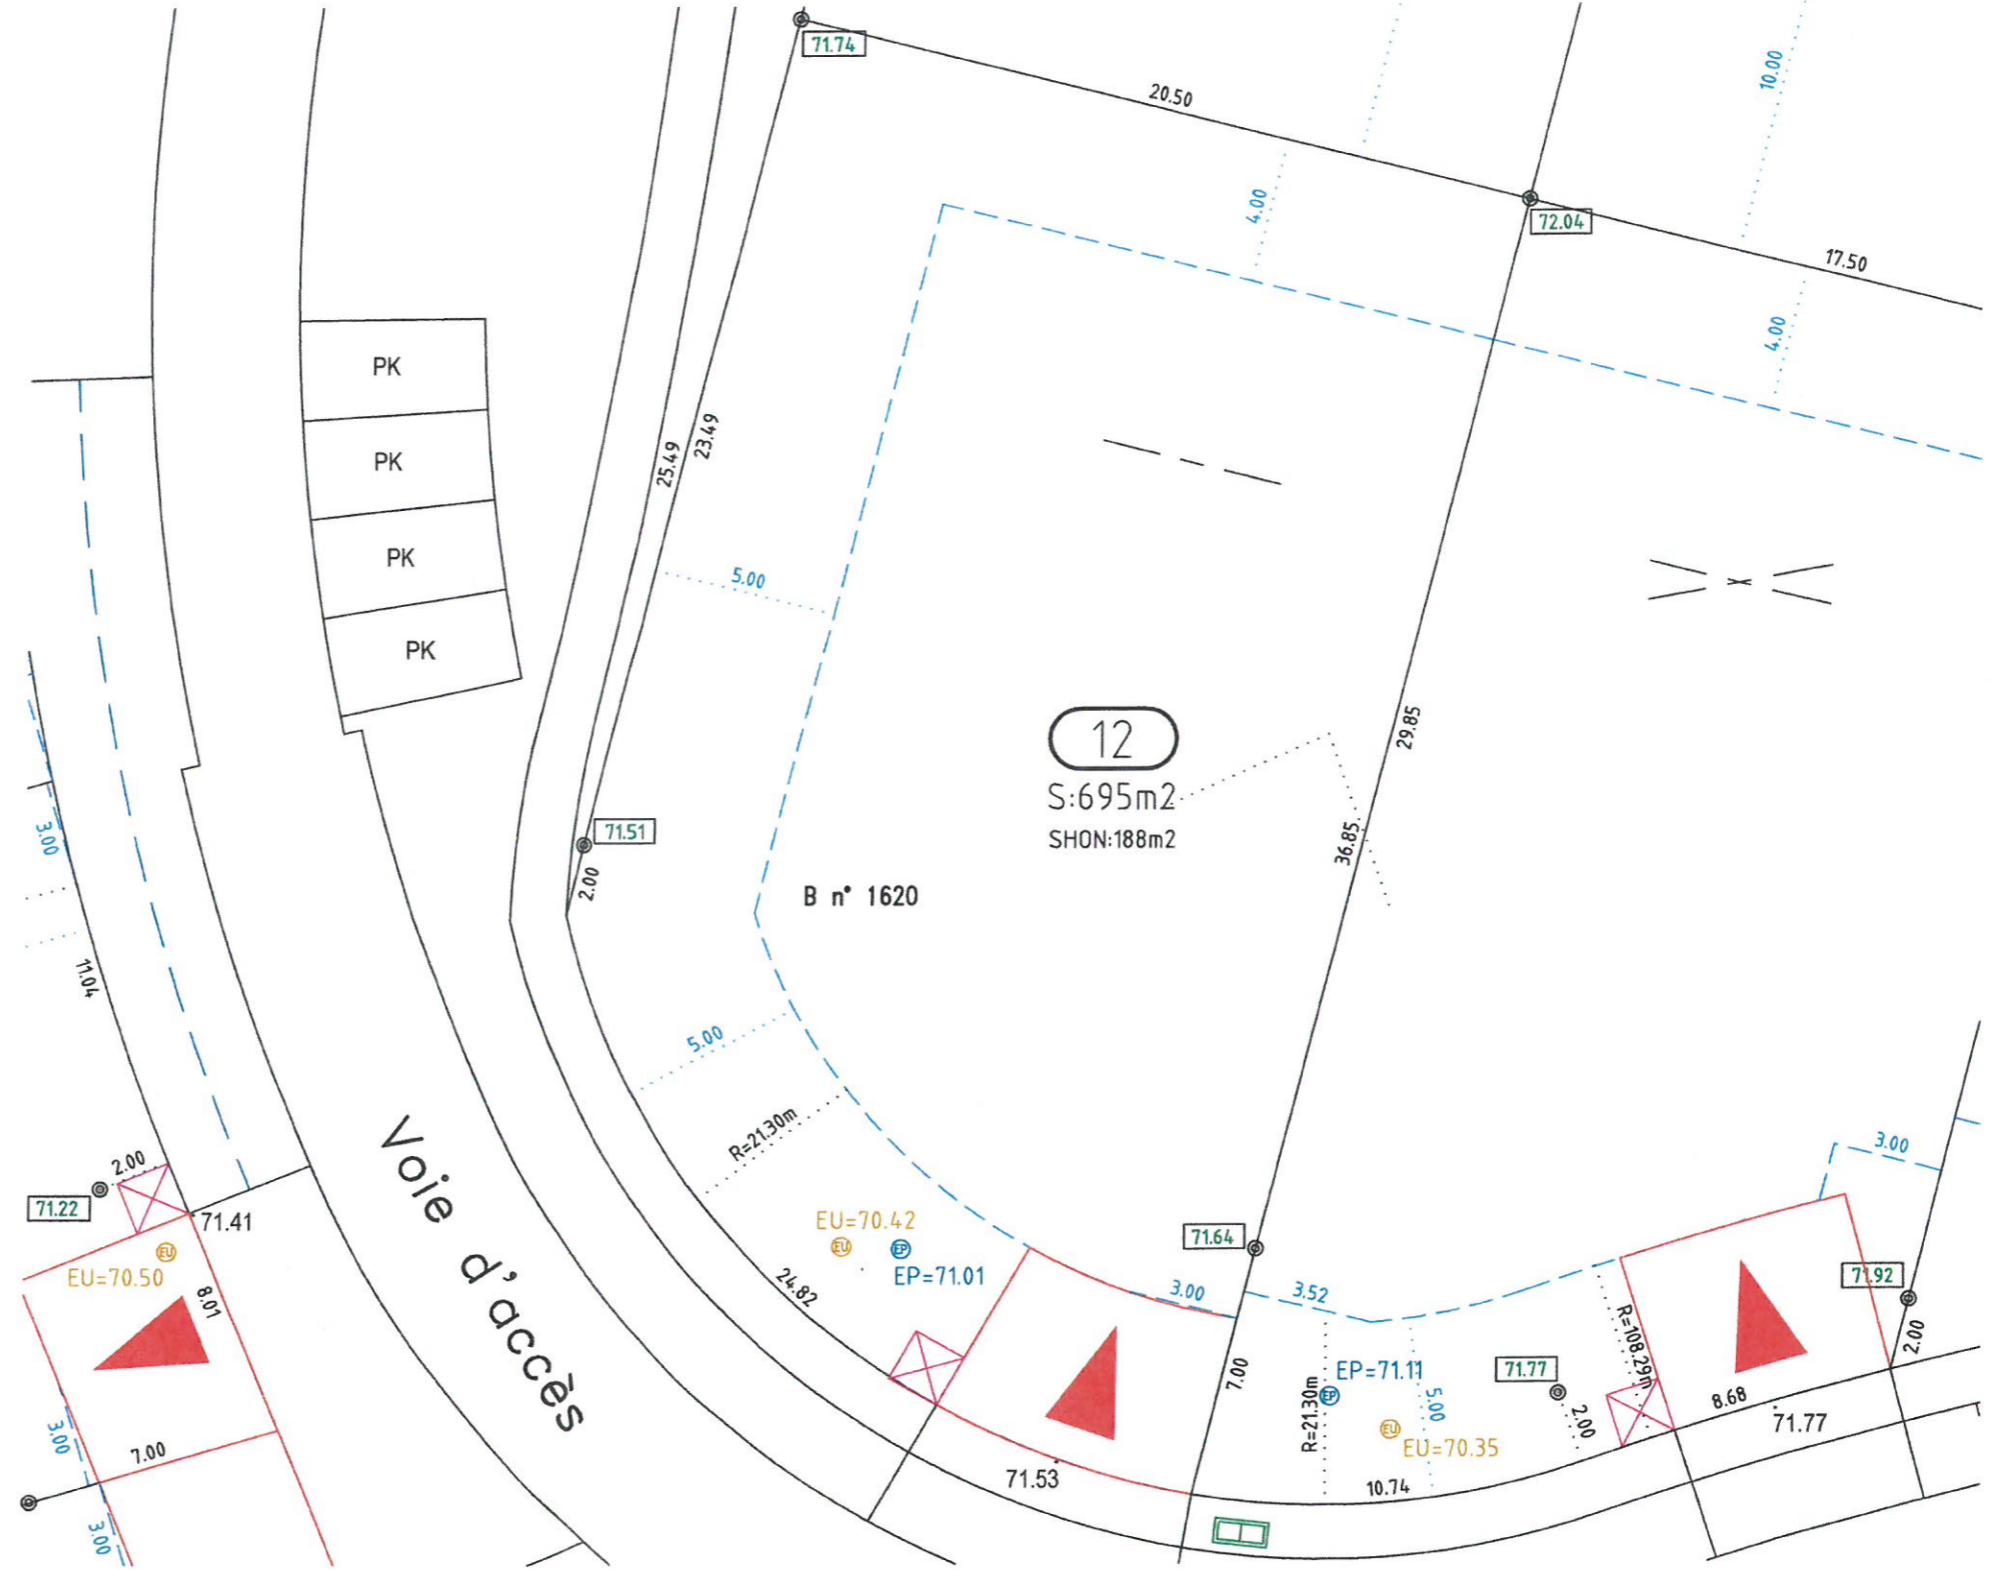 71.74
20.50
10.00
4.00
72.04
17.50
4.00
PK
PK
PK
PK
25.49
23.49
5.00
12
S:695m2
SHON:188m2
29.85
36.85
71.51
2.00
B n° 1620
3.00
11.04
5.00
R=21.30m
Voie d'accès
2.00
71.22
71.41
EU
EU=70.50
8.01
7.00
3.00
3.00
EU=70.42
EU
EP
EP=71.01
24.82
71.64
3.00
3.52
7.00
R=21.30m
EP=71.11
EP
5.00
EU
EU=70.35
71.77
2.00
R=108.29m
3.00
71.92
2.00
8.68
71.77
10.74
71.53